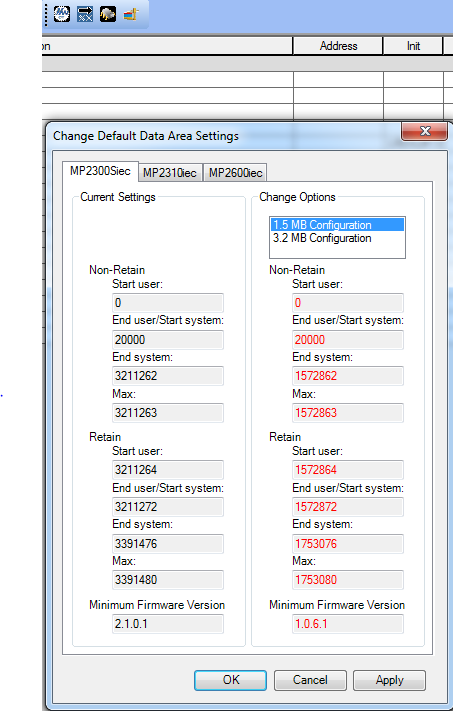 on Address Init
Change Default Data Area Settings
MP2300Siec MP2310iec MP2600iec
Current Settings Change Options
1.5 MB Configuration
3.2 MB Configuration
Non-Retain Non-Retain
Start user: Start user:
0 0
End user/Start system: End user/Start system:
20000 20000
End system: End system:
3211262 1572862
Max: Max:
3211263 1572863
Retain Retain
Start user: Start user:
3211264 1572864
End user/Start system: End user/Start system:
3211272 1572872
End system: End system:
3391476 1753076
Max: Max:
3391480 1753080
Minimum Firmware Version Minimum Firmware Version
2.1.0.1 1.0.6.1
OK Cancel Apply